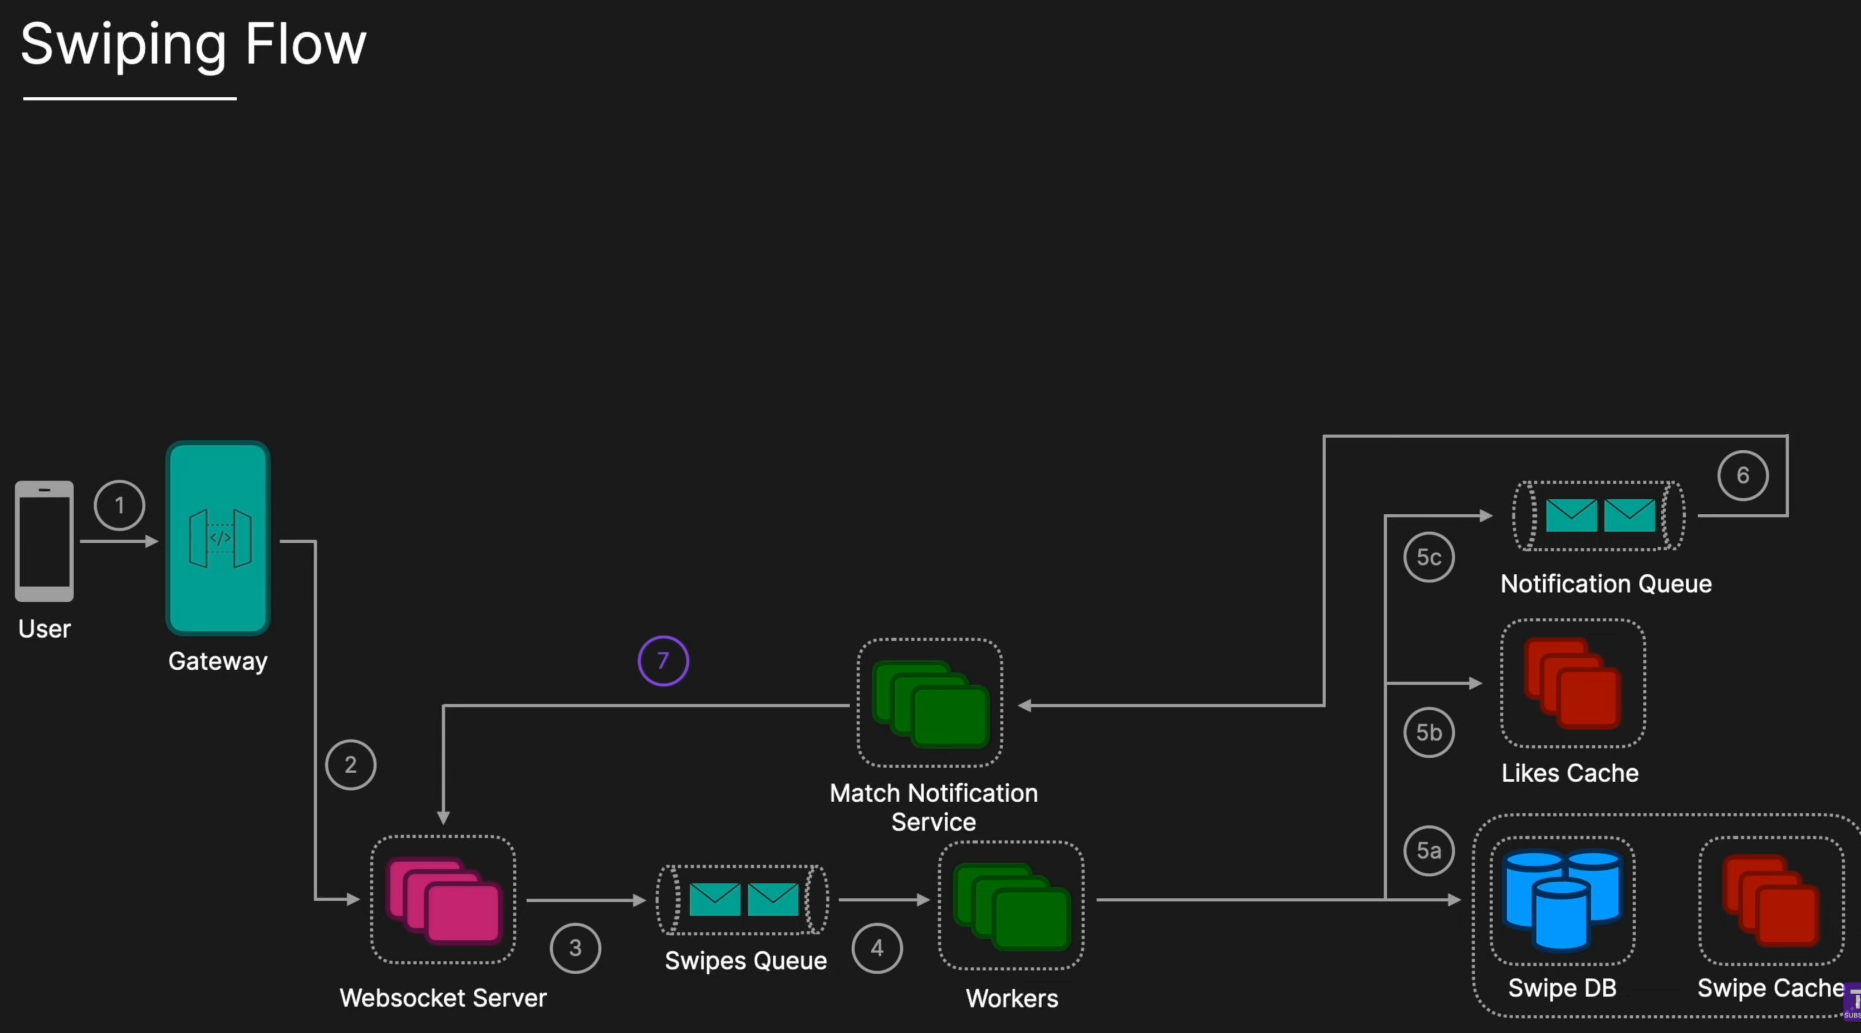 Swiping Flow
1
User
</>
Gateway
2
7
Match Notification
Service
6
5c
Notification Queue
5b
Likes Cache
5a
Websocket Server
3
Swipes Queue
4
Workers
Swipe DB
Swipe Cache